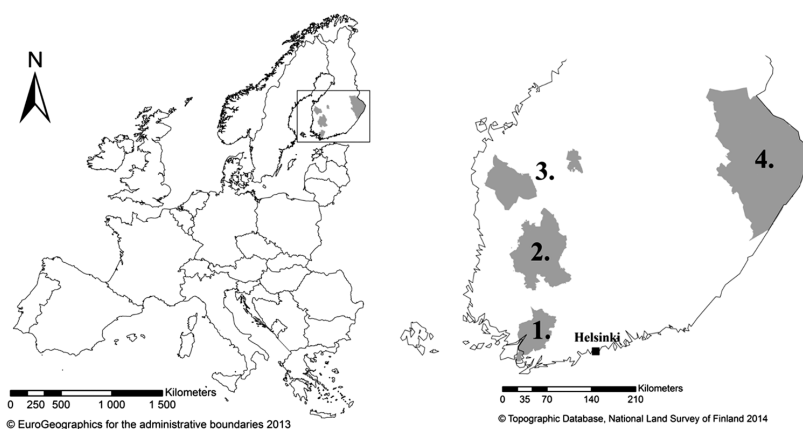 N
Kilometers
0 250 500 1 000 1 500
© EuroGeographics for the administrative boundaries 2013
3.
4.
2.
1.
Helsinki
Kilometers
0 35 70 140 210
© Topographic Database, National Land Survey of Finland 2014